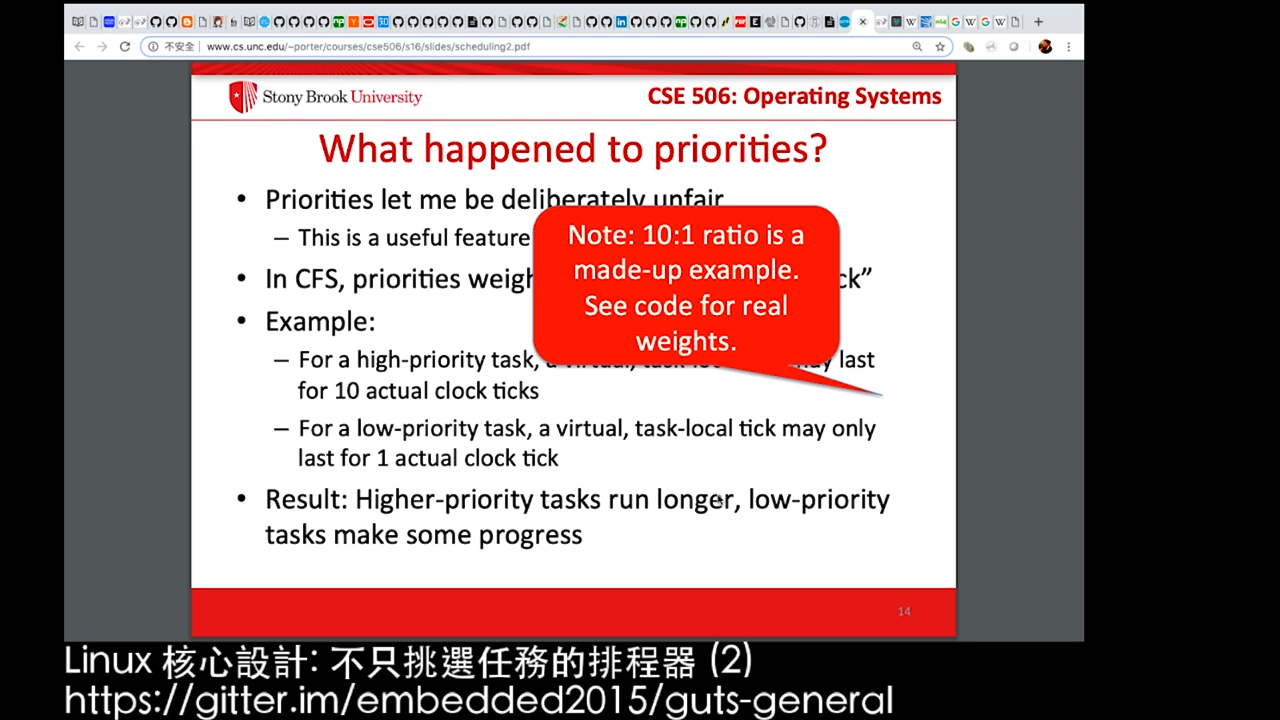 不安全 www.cs.unc.edu/~porter/courses/cse506/s16/slides/scheduling2.pdf
Stony Brook University
CSE 506: Operating Systems
What happened to priorities?
• Priorities let me be deliberately unfair
– This is a useful feature
• In CFS, priorities weigh
• Example:
– For a high-priority task, a virtual, task-local may last
for 10 actual clock ticks
– For a low-priority task, a virtual, task-local tick may only
last for 1 actual clock tick
• Result: Higher-priority tasks run longer, low-priority
tasks make some progress
Note: 10:1 ratio is a
made-up example.
See code for real
weights.
14
Linux 核心設計: 不只挑選任務的排程器 (2)
https://gitter.im/embedded2015/guts-general